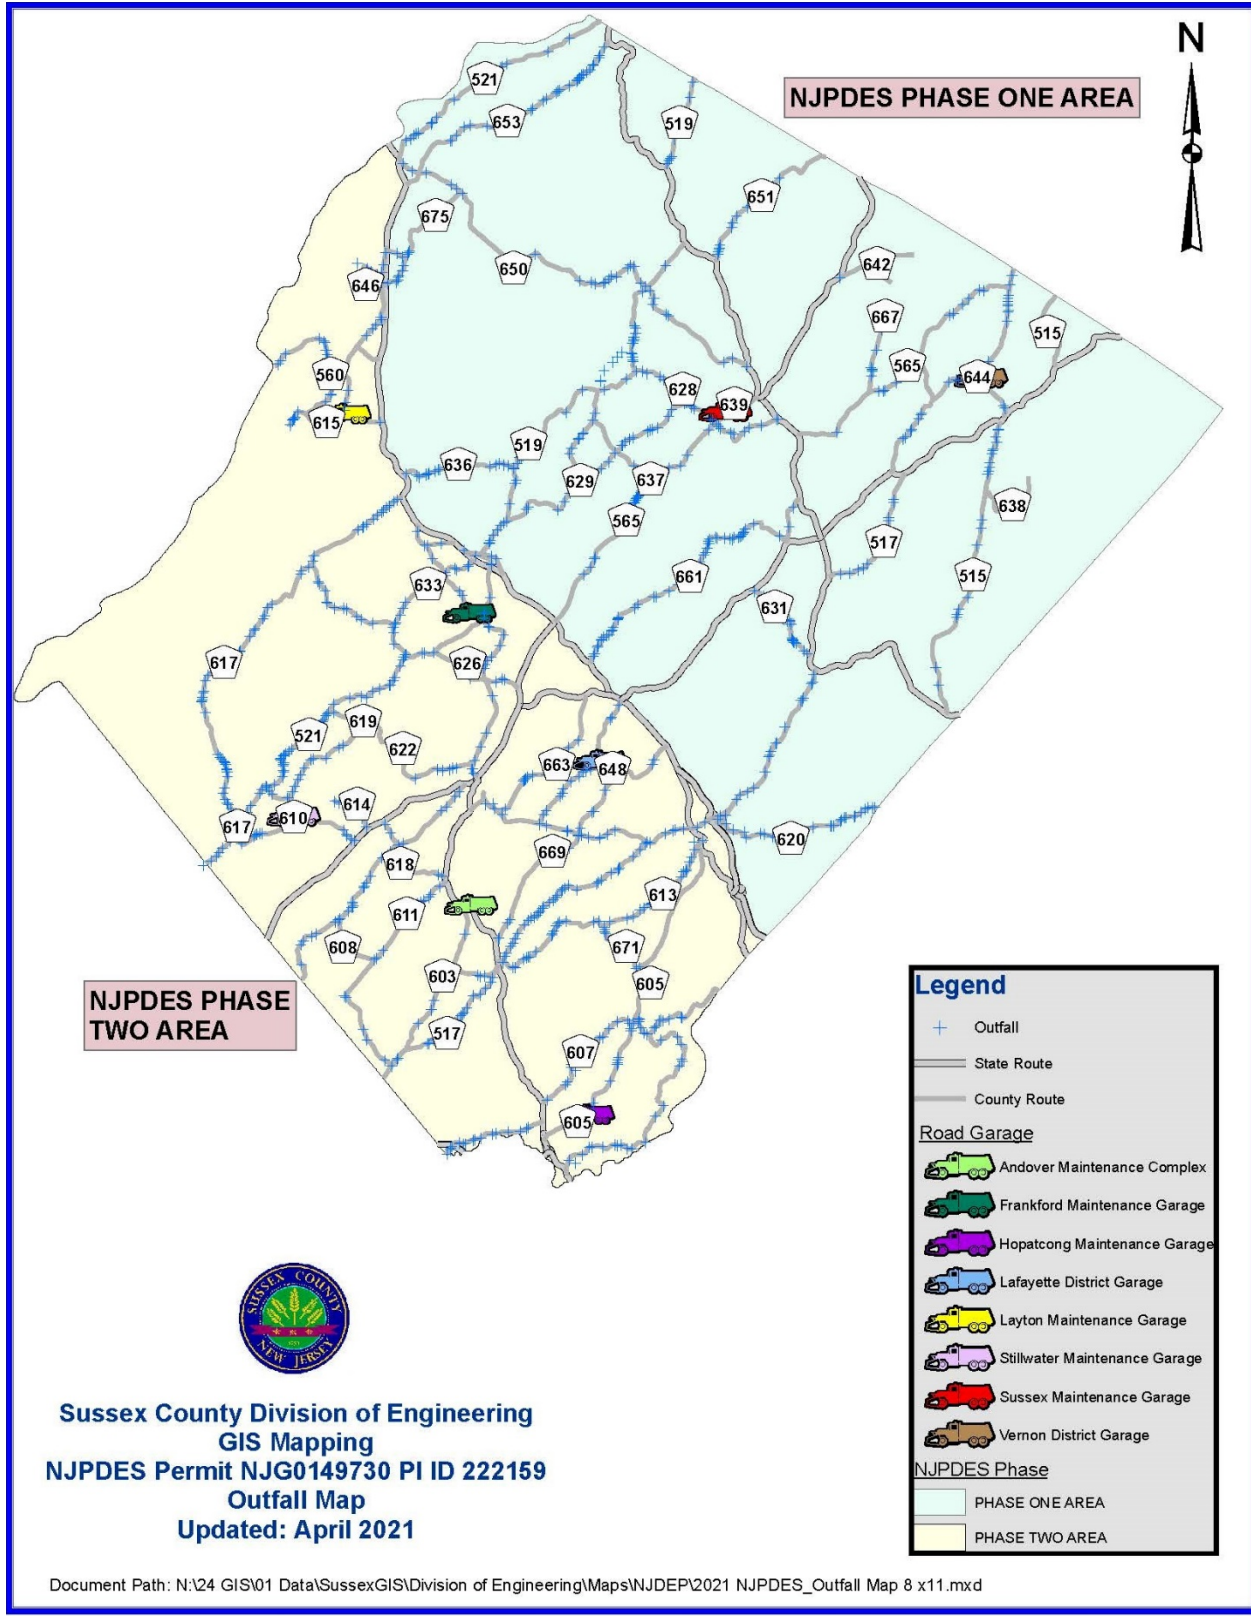 N
NJPDES PHASE ONE AREA
521
653
519
651
675
650
642
646
667
515
565
560
644
628
639
615
519
636
629
637
638
565
517
661
515
633
631
617
626
619
521
622
663
648
614
610
617
620
669
618
613
611
608
671
603
605
517
607
605
NJPDES PHASE
TWO AREA
Legend
Outfall
State Route
County Route
Road Garage
Andover Maintenance Complex
Frankford Maintenance Garage
Hopatcong Maintenance Garage
Lafayette District Garage
Layton Maintenance Garage
Stillwater Maintenance Garage
Sussex Maintenance Garage
Vernon District Garage
NJPDES Phase
PHASE ONE AREA
PHASE TWO AREA
SUSSEX COUNTY
NEW JERSEY
Sussex County Division of Engineering
GIS Mapping
NJPDES Permit NJG0149730 PI ID 222159
Outfall Map
Updated: April 2021
Document Path: N:\24 GIS\01 Data\SussexGIS\Division of Engineering\Maps\NJDEP\2021 NJPDES_Outfall Map 8 x11.mxd